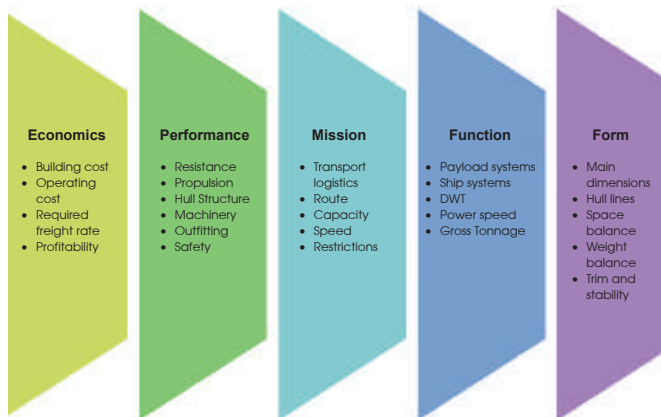 Economics
• Building cost
• Operating
cost
• Required
freight rate
• Profitability
Performance
• Resistance
• Propulsion
• Hull Structure
• Machinery
• Outfitting
• Safety
Mission
• Transport
logistics
• Route
• Capacity
• Speed
• Restrictions
Function
• Payload systems
• Ship systems
• DWT
• Power speed
• Gross Tonnage
Form
• Main
dimensions
• Hull lines
• Space
balance
• Weight
balance
• Trim and
stability